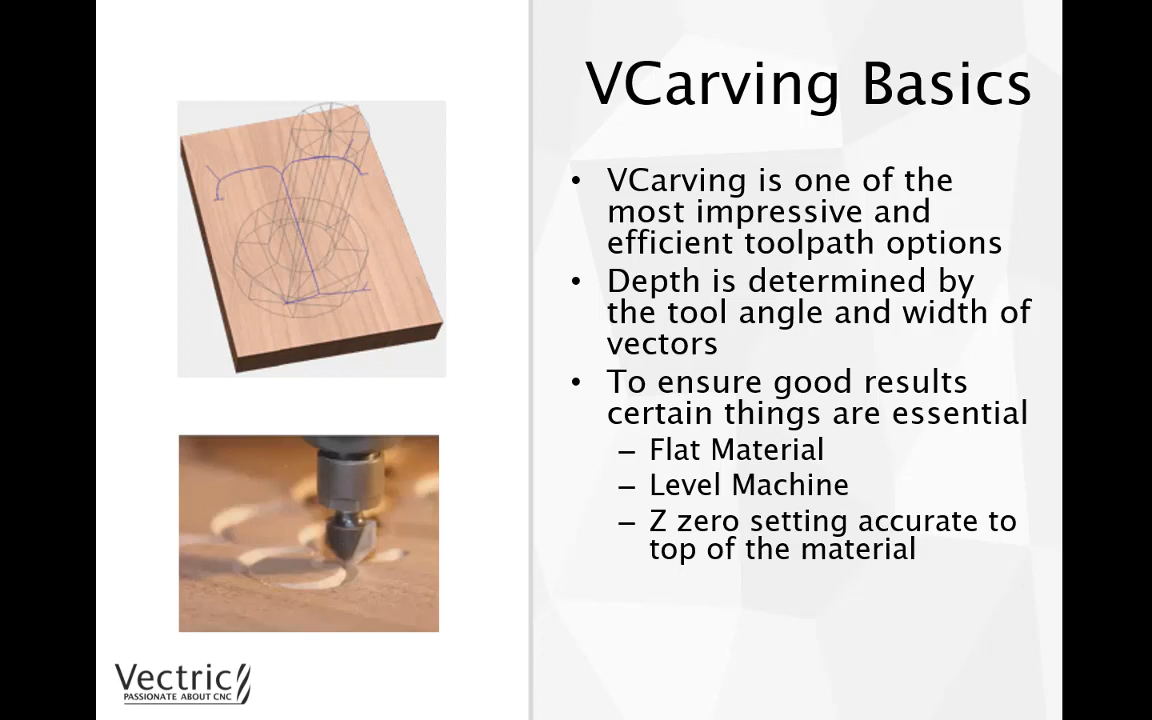 VCarving Basics
• VCarving is one of the
most impressive and
efficient toolpath options
• Depth is determined by
the tool angle and width of
vectors
• To ensure good results
certain things are essential
– Flat Material
– Level Machine
– Z zero setting accurate to
top of the material
Vectric
PASSIONATE ABOUT CNC